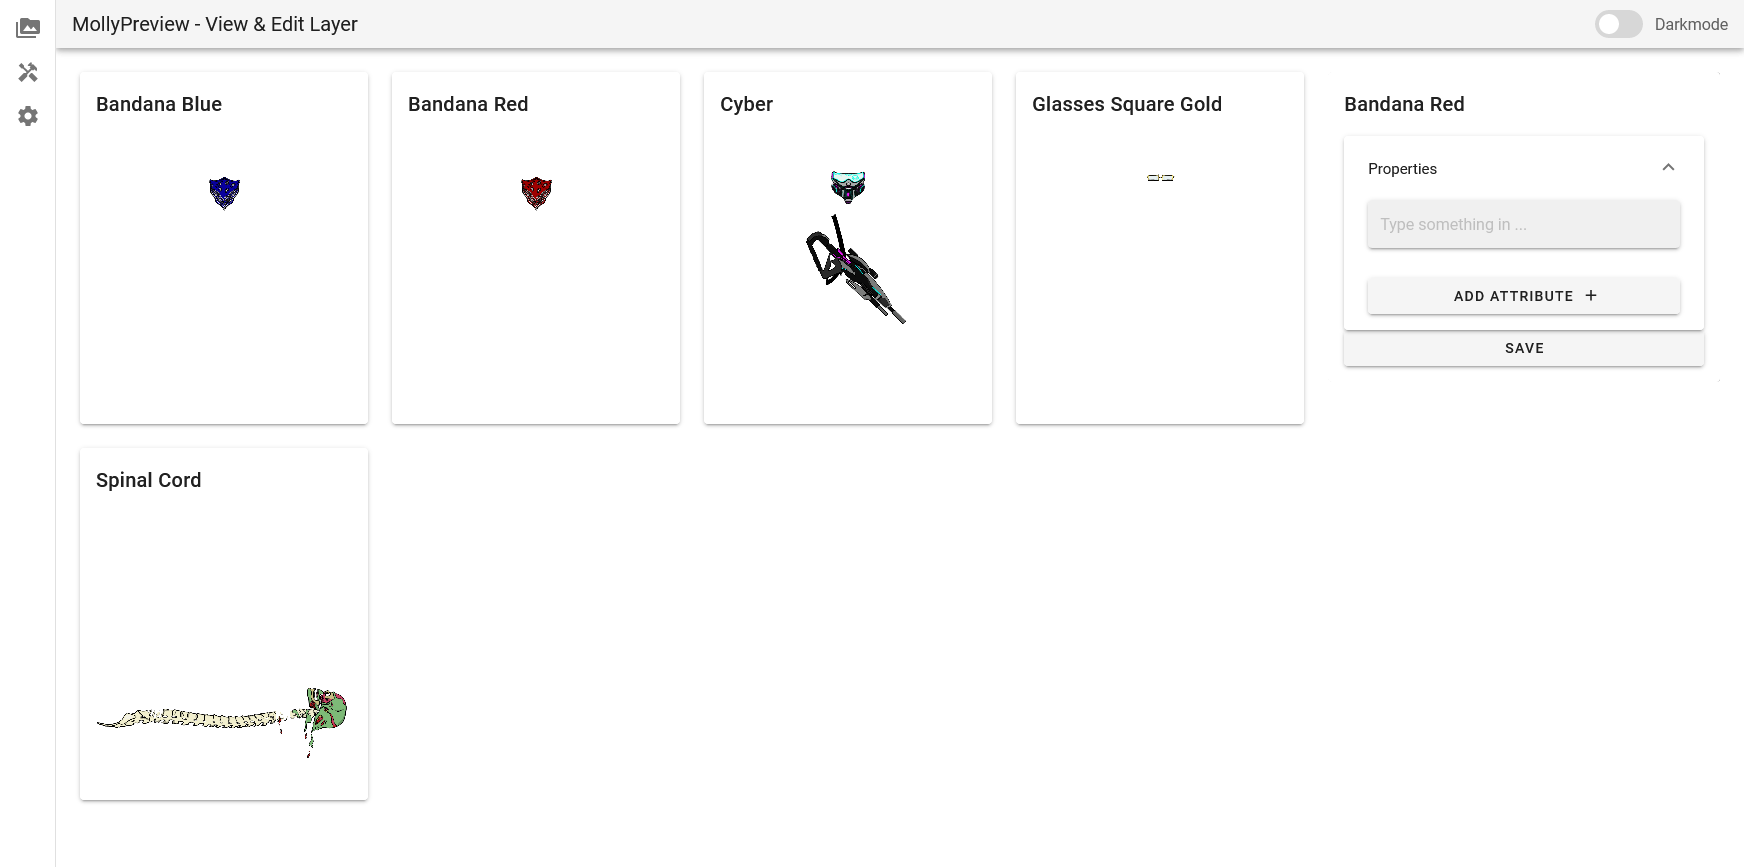 MollyPreview - View & Edit Layer
Darkmode
Bandana Blue
Bandana Red
Cyber
Glasses Square Gold
Bandana Red
Properties
Type something in ...
ADD ATTRIBUTE +
SAVE
Spinal Cord